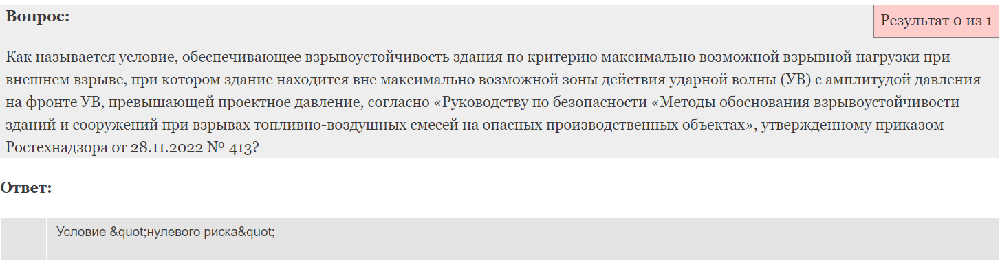 Вопрос:
Результат 0 из 1
Как называется условие, обеспечивающее взрывоустойчивость здания по критерию максимально возможной взрывной нагрузки при
внешнем взрыве, при котором здание находится вне максимально возможной зоны действия ударной волны (УВ) с амплитудой давления
на фронте УВ, превышающей проектное давление, согласно «Руководству по безопасности «Методы обоснования взрывоустойчивости
зданий и сооружений при взрывах топливно-воздушных смесей на опасных производственных объектах», утвержденному приказом
Ростехнадзора от 28.11.2022 № 413?
Ответ:
Условие &quot;нулевого риска&quot;